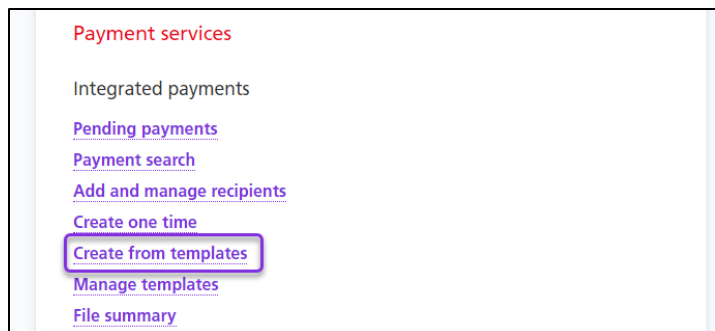 Payment services
Integrated payments
Pending payments
Payment search
Add and manage recipients
Create one time
Create from templates
Manage templates
File summary